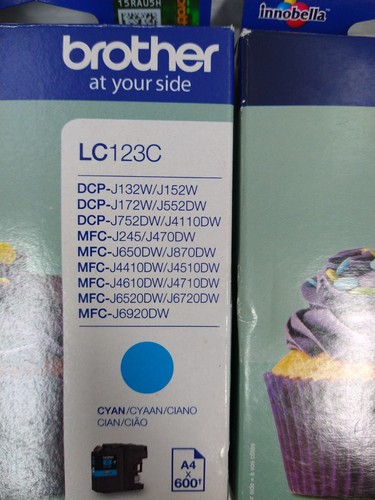 15RAU5H
innobella
brother
at your side
LC123C
DCP-J132W/J152W
DCP-J172W/J552DW
DCP-J752DW/J4110DW
MFC-J245/J470DW
MFC-J650DW/J870DW
MFC-J4410DW/J4510DW
MFC-J4610DW/J4710DW
MFC-J6520DW/J6720DW
MFC-J6920DW
CYAN/CYAAN/CIANO
CIAN/CIÃO
A4
x
600†